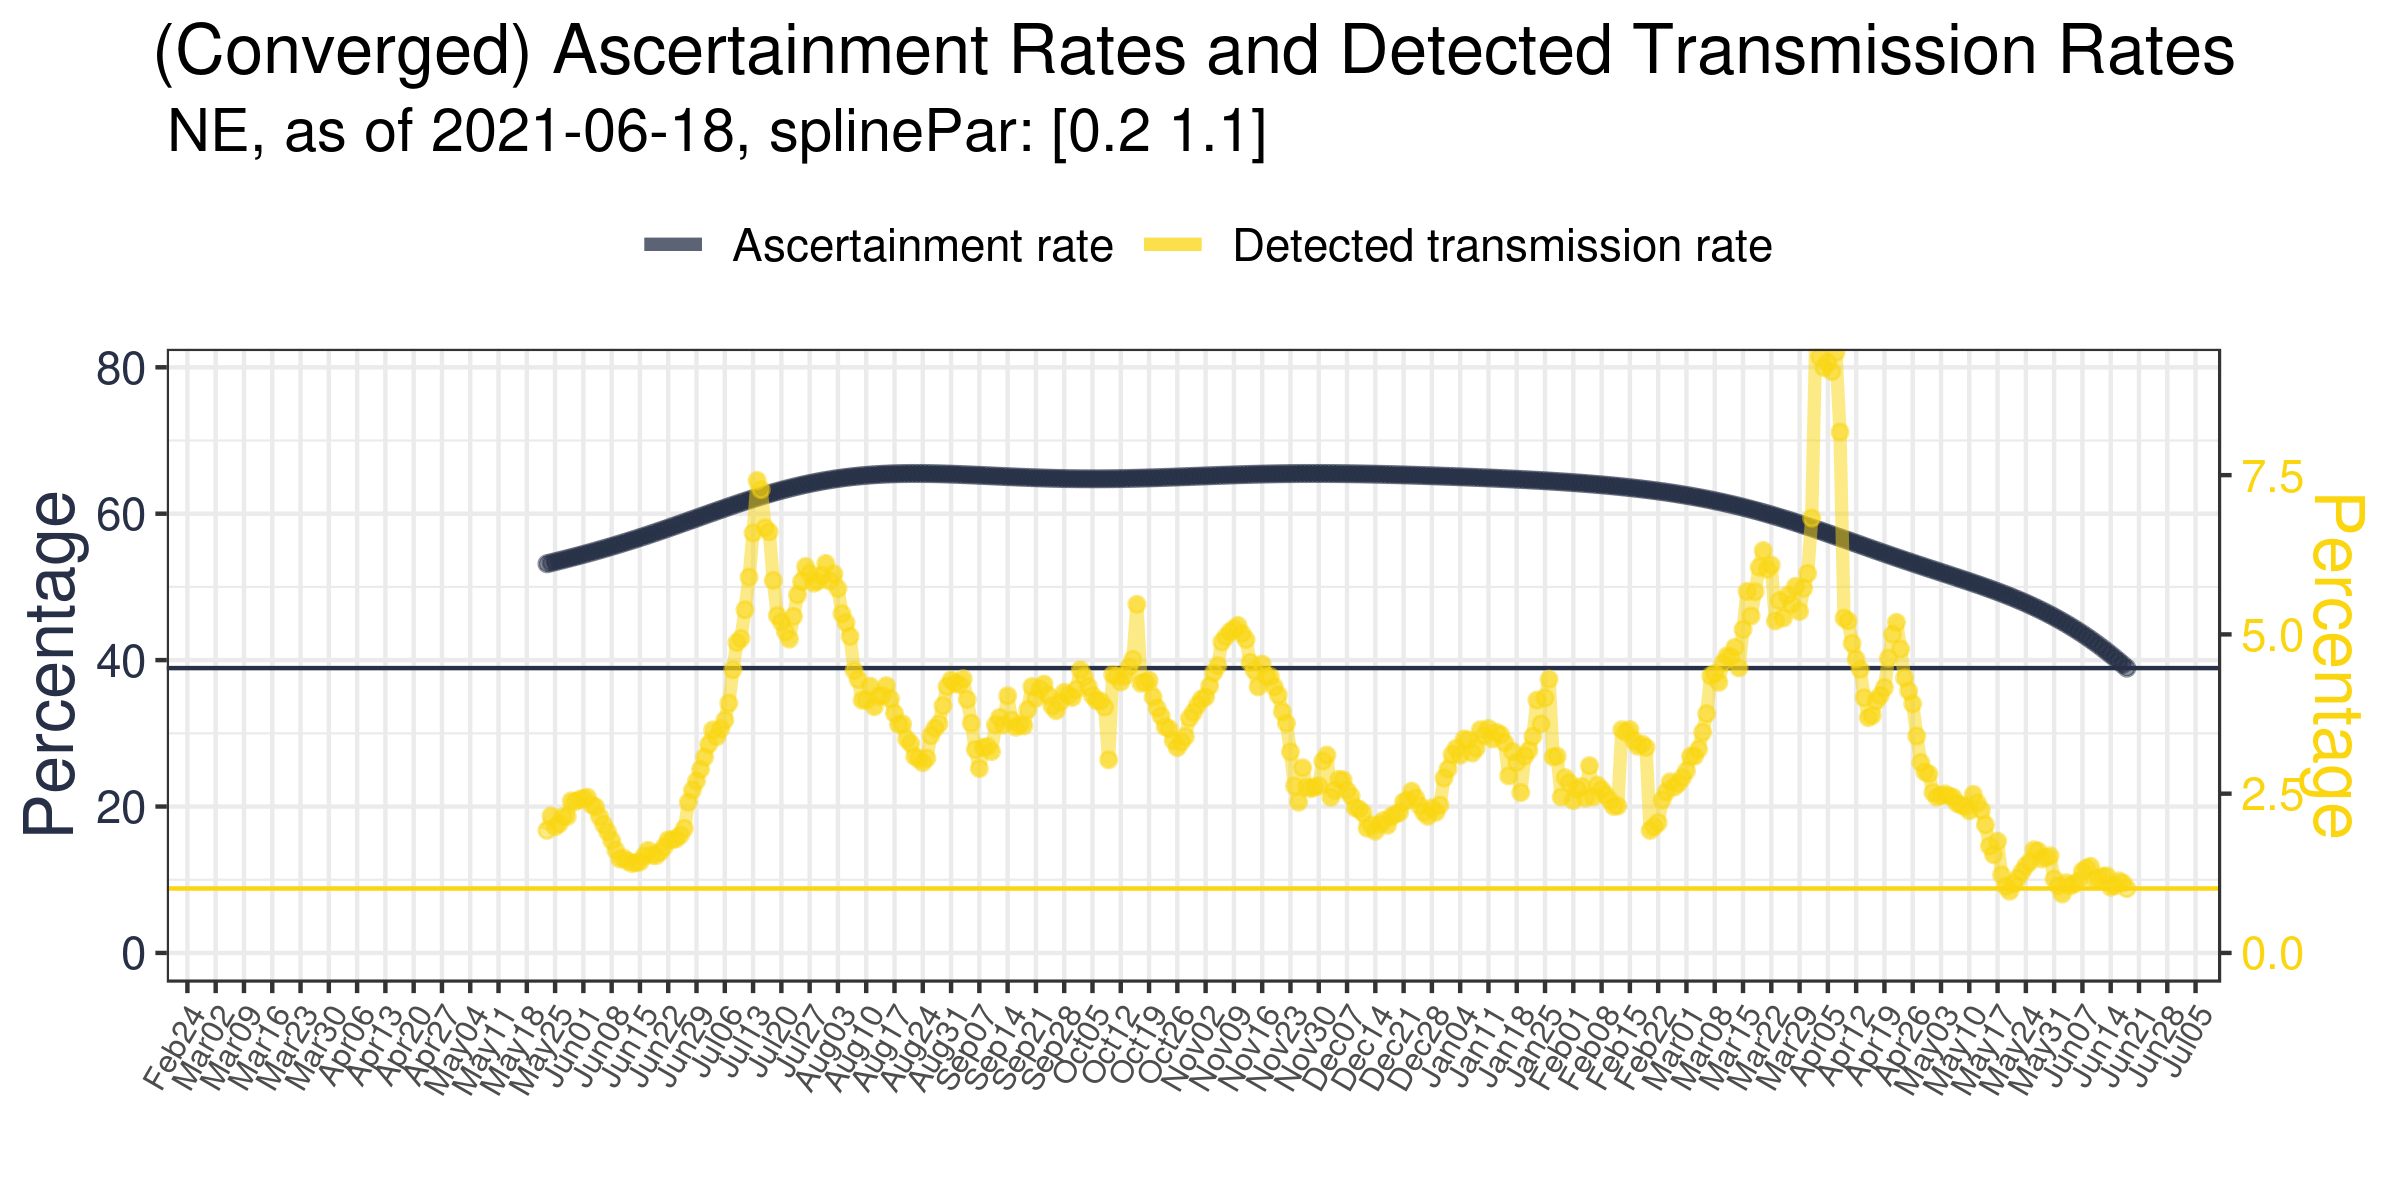 (Converged) Ascertainment Rates and Detected Transmission Rates
NE, as of 2021-06-18, splinePar: [0.2 1.1]
Ascertainment rate
Detected transmission rate
Percentage
80
60
40
20
0
7.5
5.0
2.5
0.0
Percentage
Feb24
Mar02
Mar09
Mar16
Mar23
Mar30
Apr06
Apr13
Apr20
Apr27
May04
May11
May18
May25
Jun01
Jun08
Jun15
Jun22
Jun29
Jul06
Jul13
Jul20
Jul27
Aug03
Aug10
Aug17
Aug24
Aug31
Sep07
Sep14
Sep21
Sep28
Oct05
Oct12
Oct19
Oct26
Nov02
Nov09
Nov16
Nov23
Nov30
Dec07
Dec14
Dec21
Dec28
Jan04
Jan11
Jan18
Jan25
Feb01
Feb08
Feb15
Feb22
Mar01
Mar08
Mar15
Mar22
Mar29
Apr05
Apr12
Apr19
Apr26
May03
May10
May17
May24
May31
Jun07
Jun14
Jun21
Jun28
Jul05